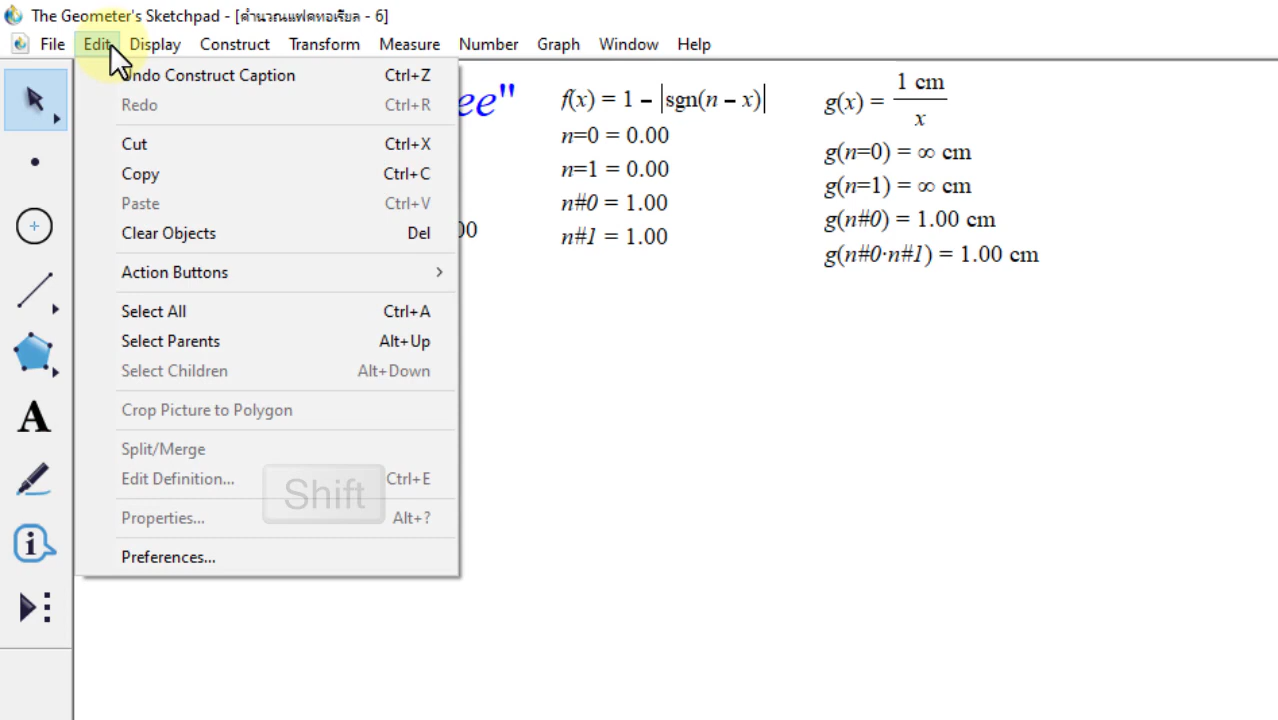 The Geometer's Sketchpad - [คำนวณแฟคทอเรียล - 6]
File Edit Display Construct Transform Measure Number Graph Window Help
Undo Construct Caption Ctrl+Z
Redo Ctrl+R
Cut Ctrl+X
Copy Ctrl+C
Paste Ctrl+V
Clear Objects Del
Action Buttons
Select All Ctrl+A
Select Parents Alt+Up
Select Children Alt+Down
Crop Picture to Polygon
Split/Merge
Edit Definition... Ctrl+E
Shift
Properties... Alt+?
Preferences...
ee"
00
f(x) = 1 – |sgn(n – x)|
n=0 = 0.00
n=1 = 0.00
n#0 = 1.00
n#1 = 1.00
g(x) = 1 cm / x
g(n=0) = ∞ cm
g(n=1) = ∞ cm
g(n#0) = 1.00 cm
g(n#0·n#1) = 1.00 cm
A